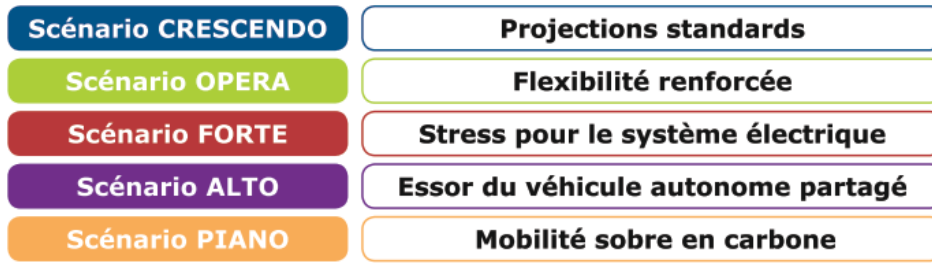 Scénario CRESCENDO Projections standards
Scénario OPERA Flexibilité renforcée
Scénario FORTE Stress pour le système électrique
Scénario ALTO Essor du véhicule autonome partagé
Scénario PIANO Mobilité sobre en carbone